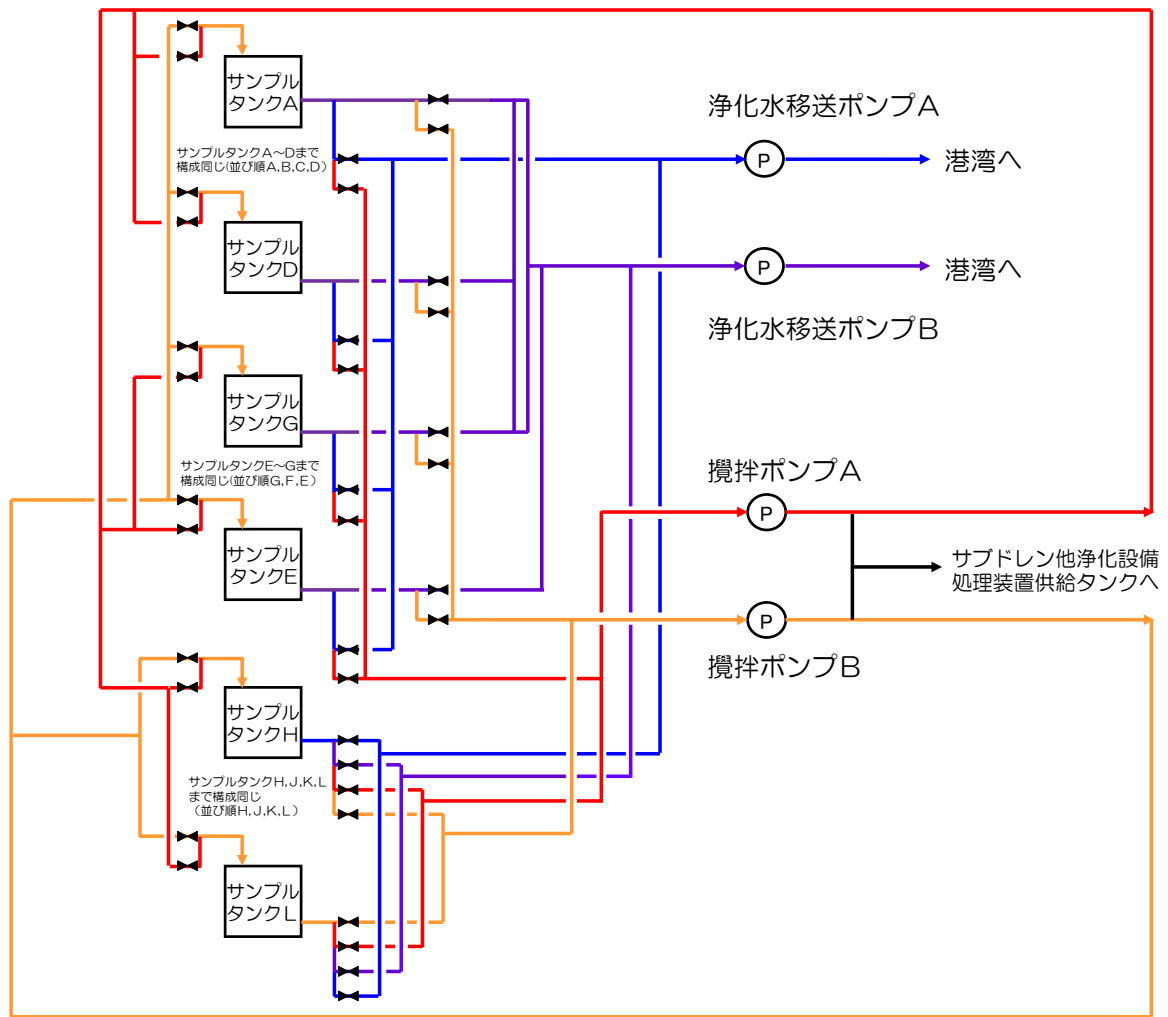 サンプル
タンクA
サンプルタンクA～Dまで
構成同じ(並び順A,B,C,D)
サンプル
タンクD
サンプル
タンクG
サンプルタンクE～Gまで
構成同じ(並び順G,F,E)
サンプル
タンクE
サンプル
タンクH
サンプルタンクH,J,K,L
まで構成同じ
(並び順H,J,K,L)
サンプル
タンクL
浄化水移送ポンプA
P
港湾へ
P
港湾へ
浄化水移送ポンプB
攪拌ポンプA
P
サブドレン他浄化設備
処理装置供給タンクへ
P
攪拌ポンプB